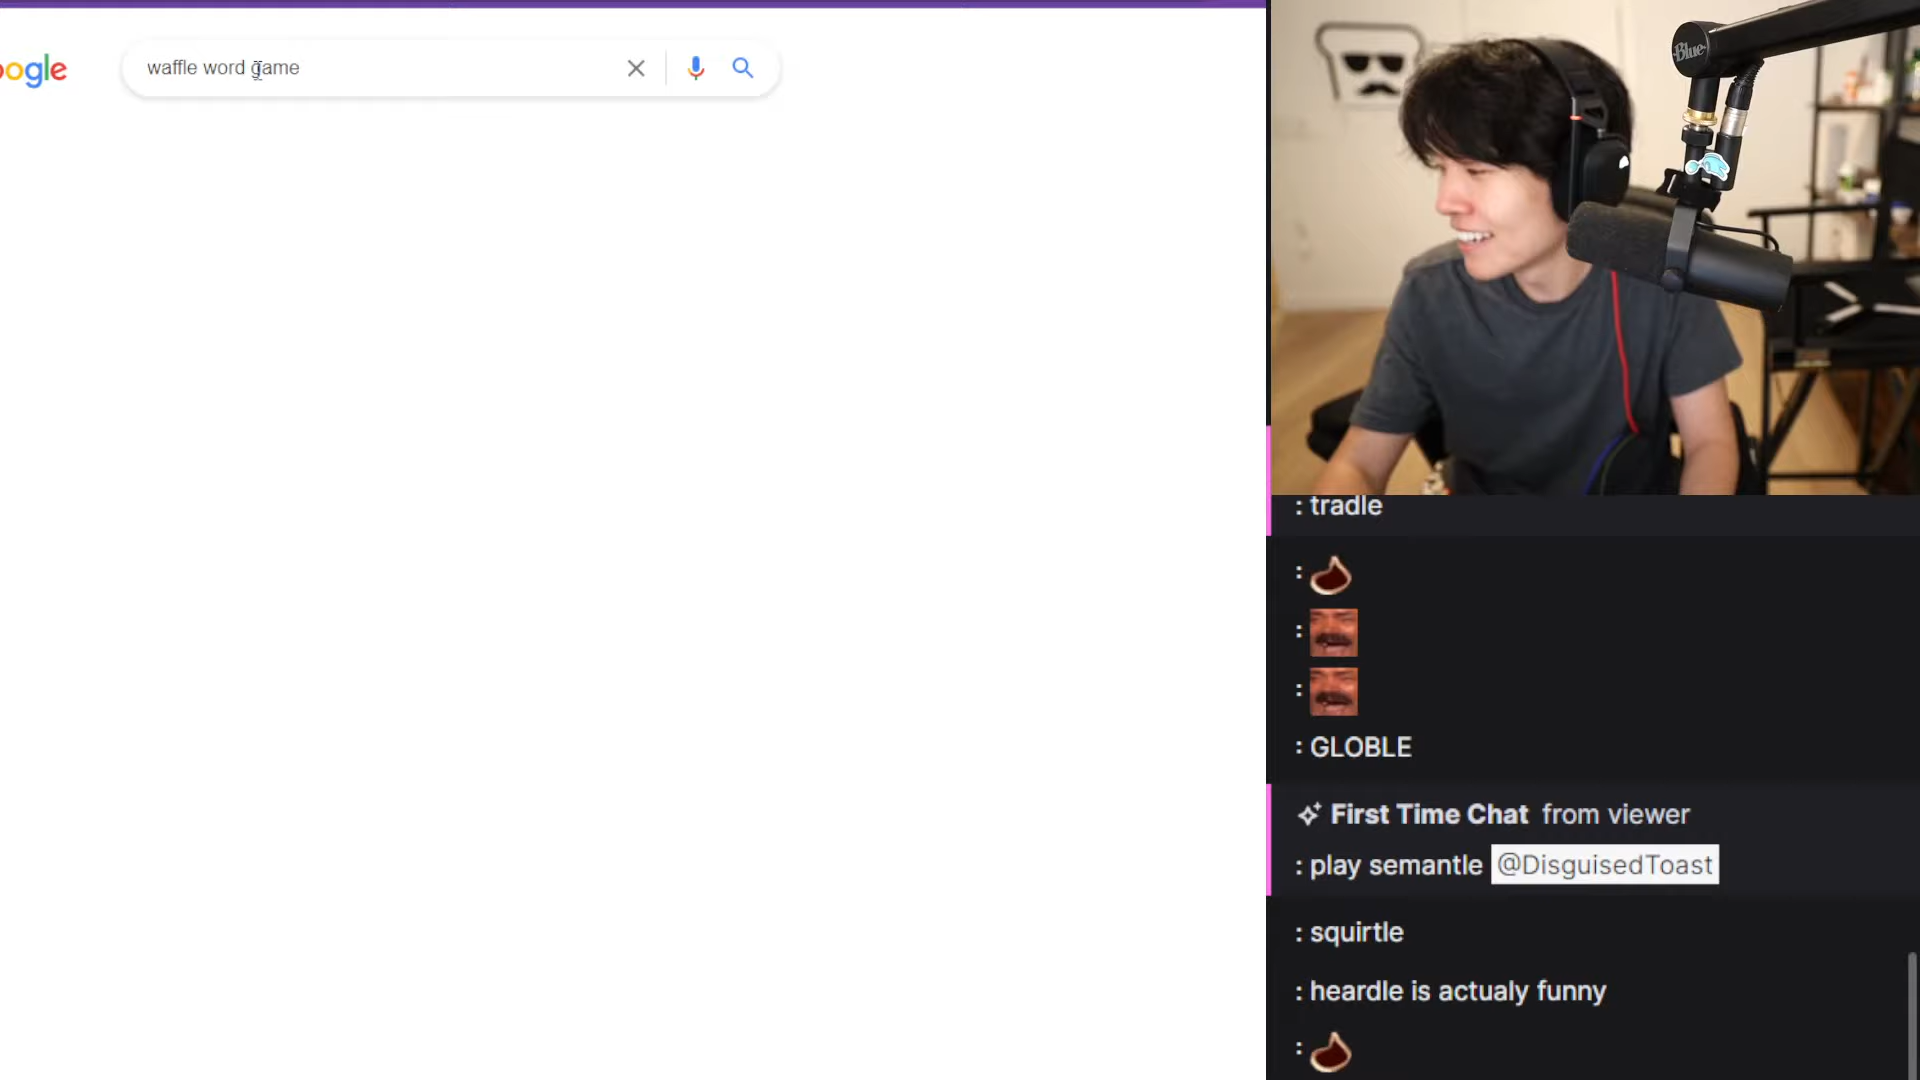 ogle
waffle word game
Blue
: tradle
:
:
:
: GLOBLE
First Time Chat from viewer
: play semantle @DisguisedToast
: squirtle
: heardle is actualy funny
: